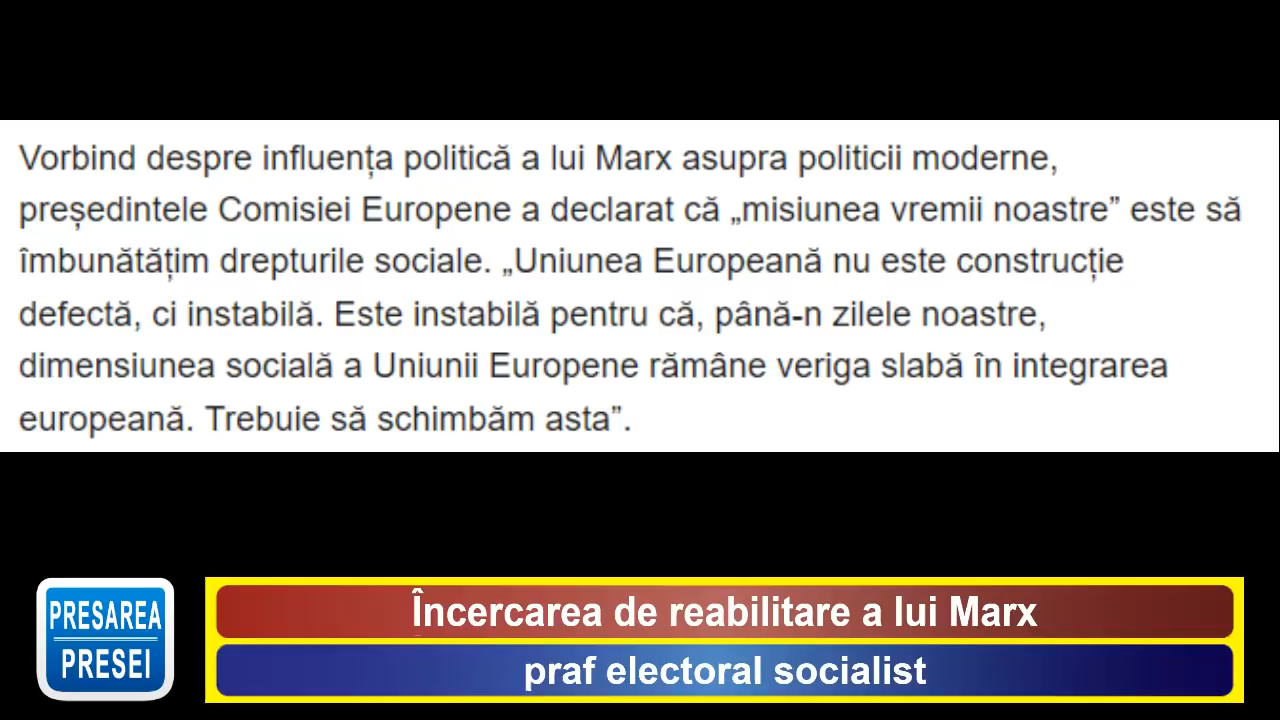 Vorbind despre influența politică a lui Marx asupra politicii moderne,
președintele Comisiei Europene a declarat că „misiunea vremii noastre” este să
îmbunătățim drepturile sociale. „Uniunea Europeană nu este construcție
defectă, ci instabilă. Este instabilă pentru că, până-n zilele noastre,
dimensiunea socială a Uniunii Europene rămâne veriga slabă în integrarea
europeană. Trebuie să schimbăm asta”.
PRESAREA
PRESEI
Încercarea de reabilitare a lui Marx
praf electoral socialist